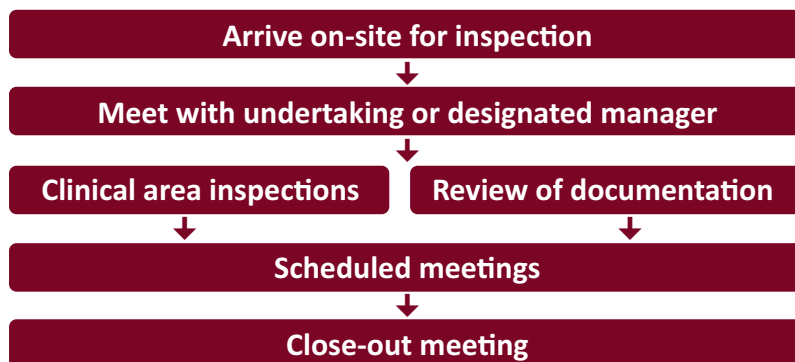 Arrive on-site for inspection
Meet with undertaking or designated manager
Clinical area inspections
Review of documentation
Scheduled meetings
Close-out meeting